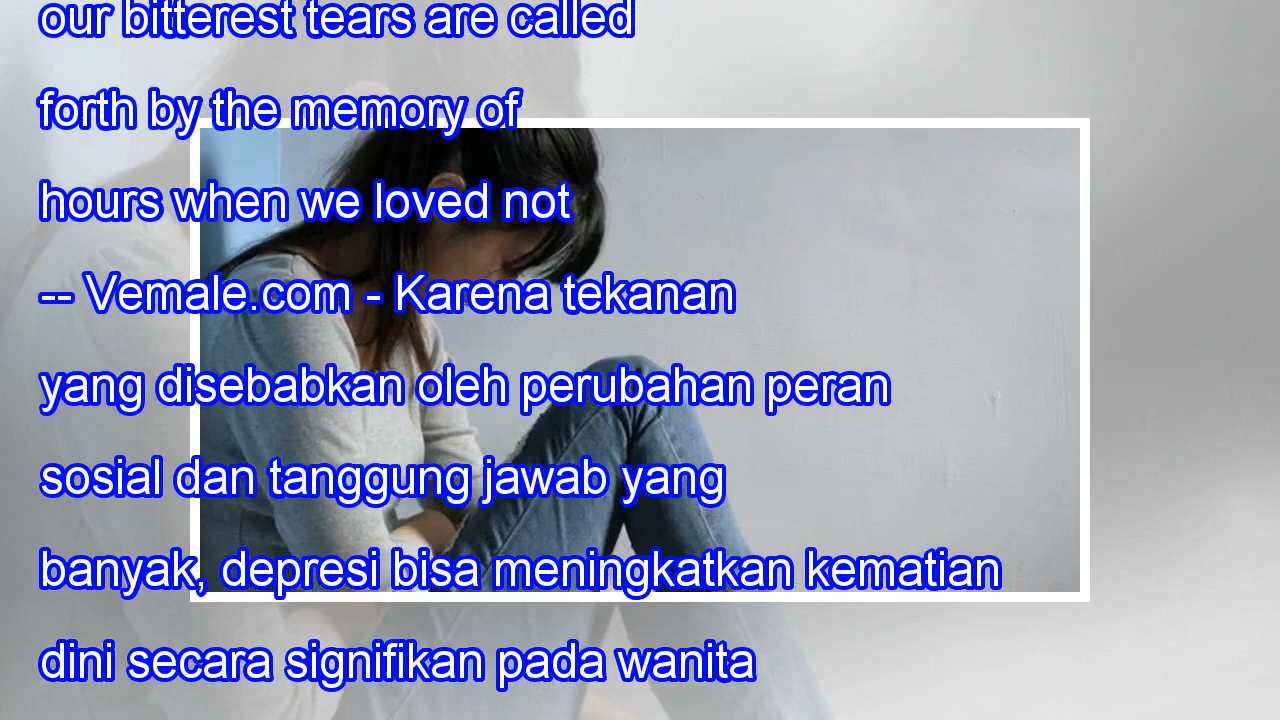 our bitterest tears are called
forth by the memory of
hours when we loved not
-- Vemale.com - Karena tekanan
yang disebabkan oleh perubahan peran
sosial dan tanggung jawab yang
banyak, depresi bisa meningkatkan kematian
dini secara signifikan pada wanita